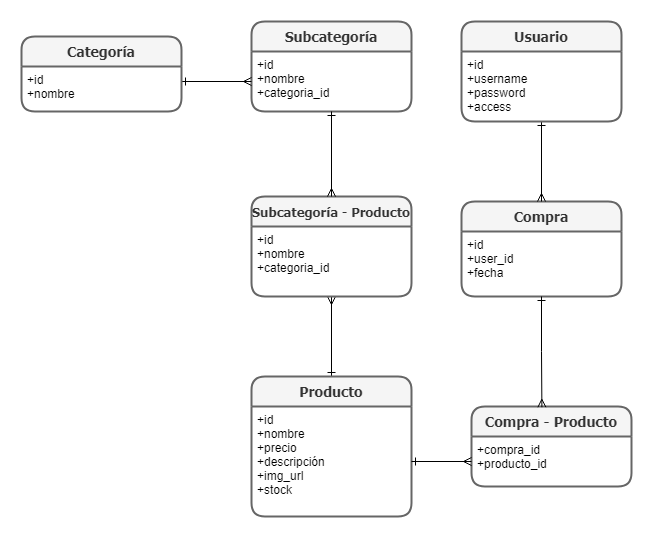 Categoría
+id
+nombre
Subcategoría
+id
+nombre
+categoria_id
Usuario
+id
+username
+password
+access
Subcategoría - Producto
+id
+nombre
+categoria_id
Compra
+id
+user_id
+fecha
Producto
+id
+nombre
+precio
+descripción
+img_url
+stock
Compra - Producto
+compra_id
+producto_id